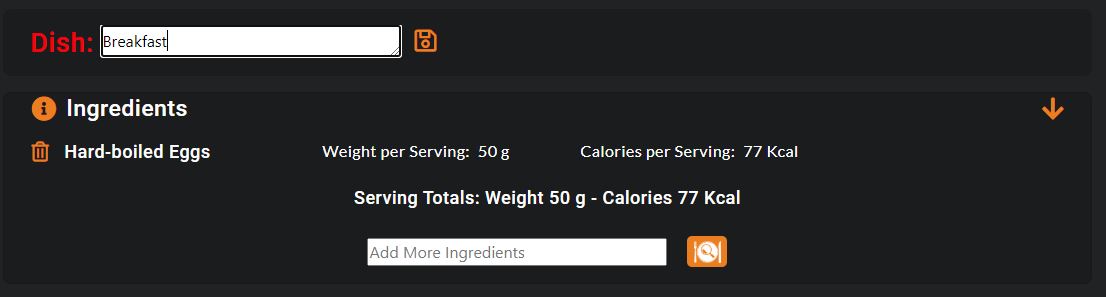 Dish: Breakfast
Ingredients
Hard-boiled Eggs Weight per Serving: 50 g Calories per Serving: 77 Kcal
Serving Totals: Weight 50 g - Calories 77 Kcal
Add More Ingredients